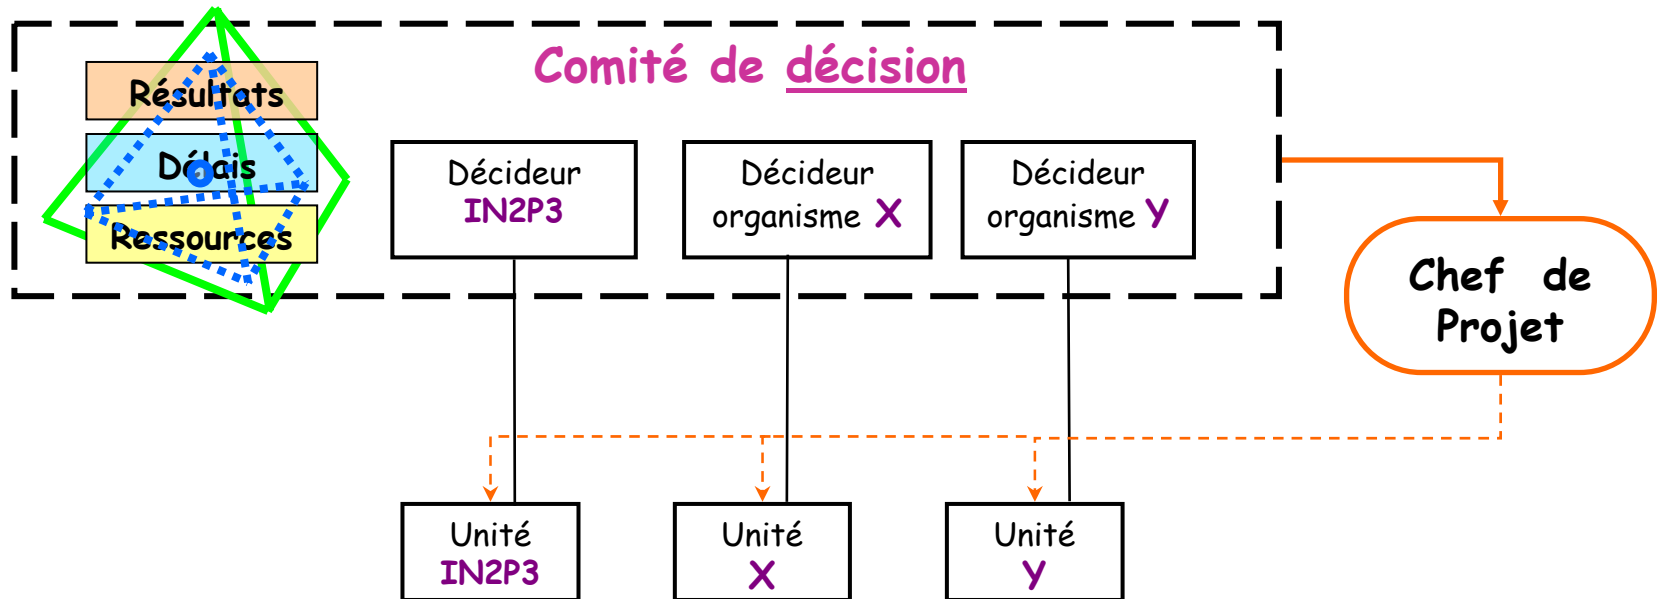 Comité de décision
Résultats
Délais
Ressources
Décideur
IN2P3
Décideur
organisme X
Décideur
organisme Y
Chef de
Projet
Unité
IN2P3
Unité
X
Unité
Y